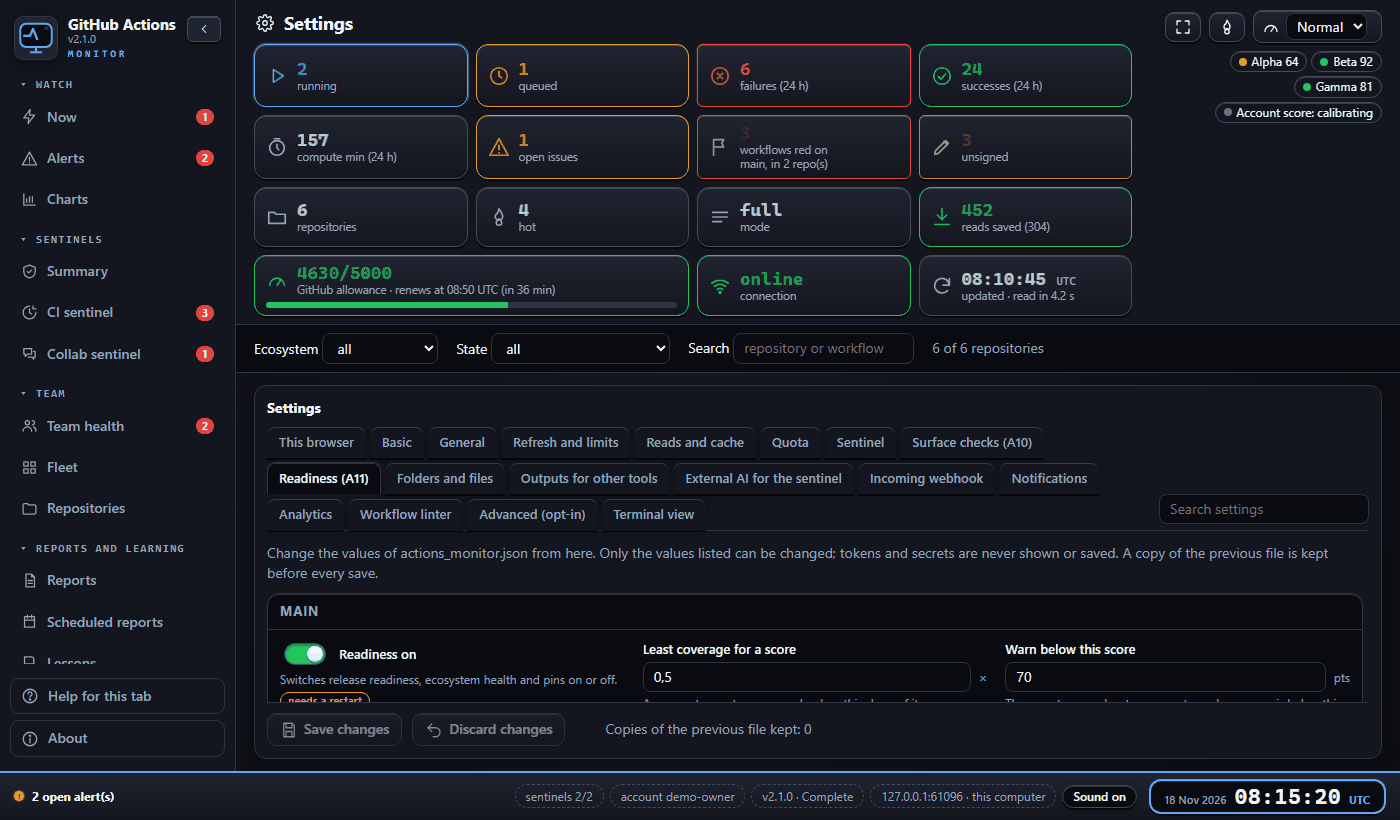 GitHub Actions
v2.1.0
MONITOR
WATCH
Now 1
Alerts 2
Charts
SENTINELS
Summary
CI sentinel 3
Collab sentinel 1
TEAM
Team health 2
Fleet
Repositories
REPORTS AND LEARNING
Reports
Scheduled reports
Lessons
Help for this tab
About
Settings
Normal
Alpha 64
Beta 92
Gamma 81
Account score: calibrating
2
running
1
queued
6
failures (24 h)
24
successes (24 h)
157
compute min (24 h)
1
open issues
3
workflows red on
main, in 2 repo(s)
3
unsigned
6
repositories
4
hot
full
mode
452
reads saved (304)
4630/5000
GitHub allowance · renews at 08:50 UTC (in 36 min)
online
connection
08:10:45 UTC
updated · read in 4.2 s
Ecosystem all State all Search repository or workflow 6 of 6 repositories
Settings
This browser Basic General Refresh and limits Reads and cache Quota Sentinel Surface checks (A10)
Readiness (A11) Folders and files Outputs for other tools External AI for the sentinel Incoming webhook Notifications
Analytics Workflow linter Advanced (opt-in) Terminal view Search settings
Change the values of actions_monitor.json from here. Only the values listed can be changed; tokens and secrets are never shown or saved. A copy of the previous file is kept
before every save.
MAIN
Readiness on
Switches release readiness, ecosystem health and pins on or off.
needs a restart
Least coverage for a score
0,5 ×
Warn below this score
70 pts
Save changes Discard changes Copies of the previous file kept: 0
2 open alert(s) sentinels 2/2 account demo-owner v2.1.0 · Complete 127.0.0.1:61096 · this computer Sound on 18 Nov 2026 08:15:20 UTC